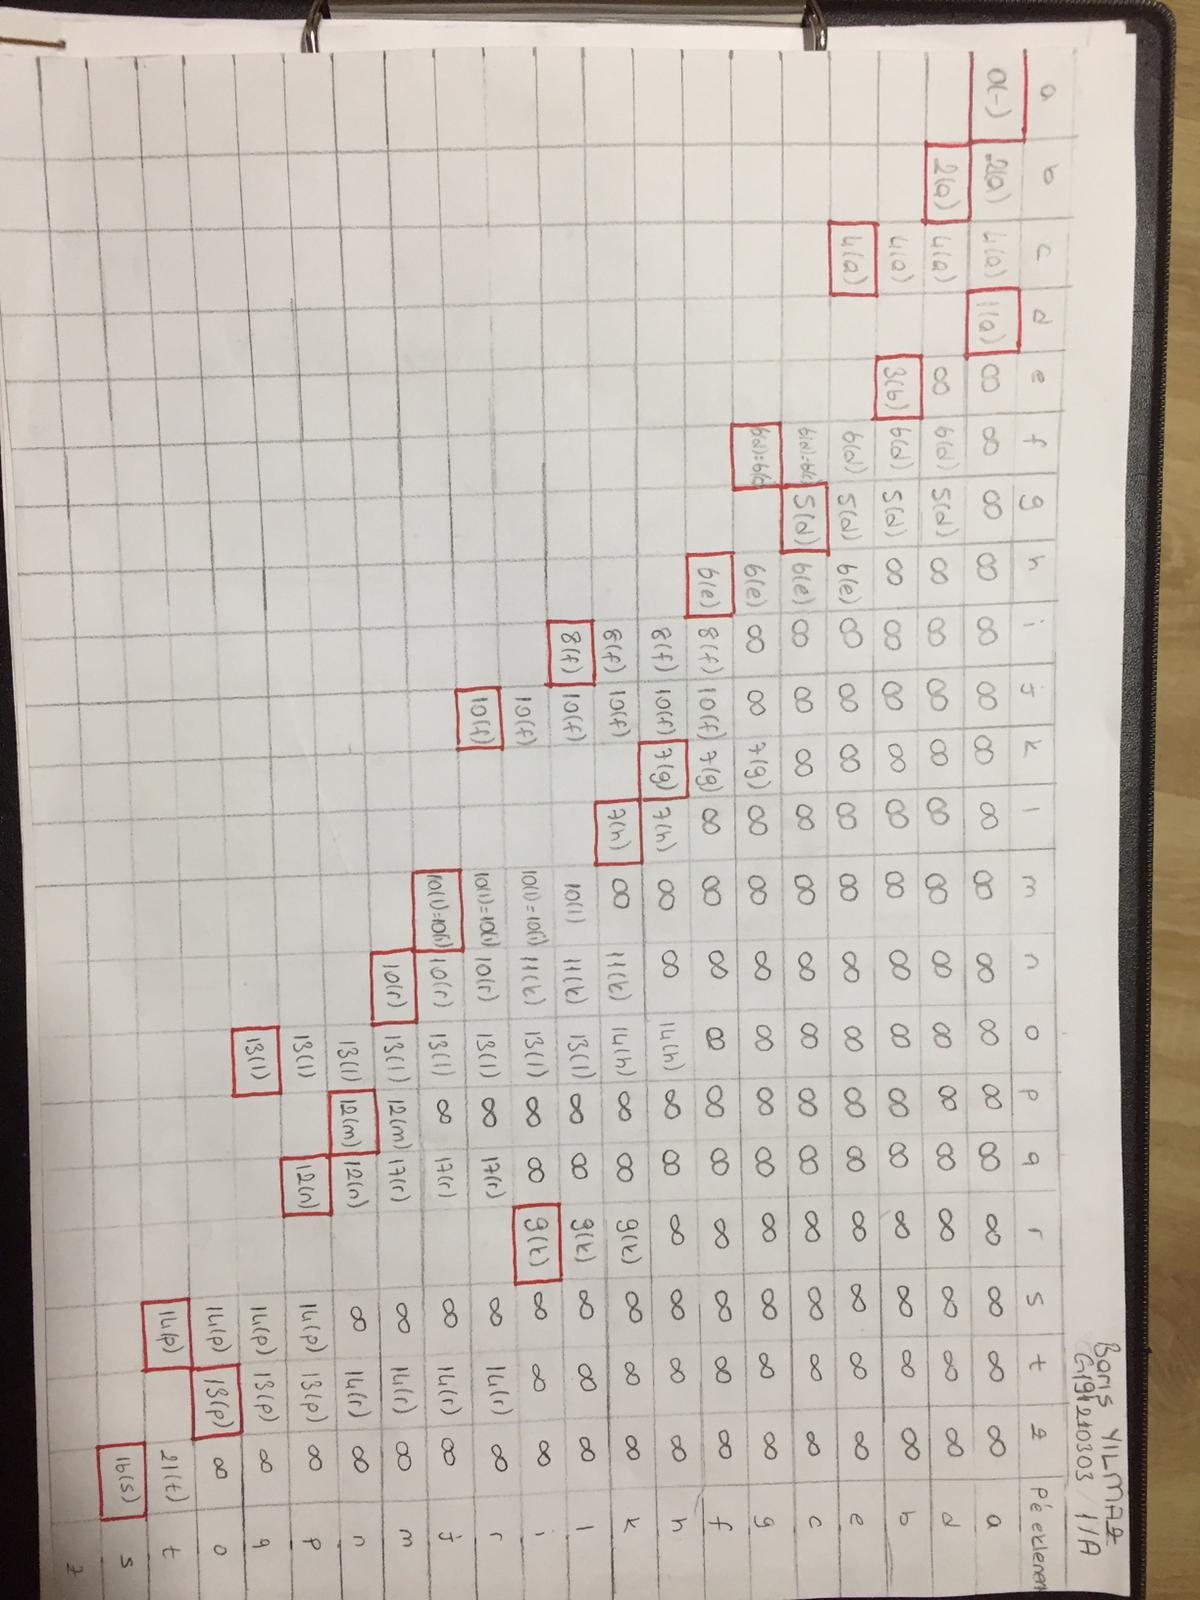 Barış YILMAZ
G191210303 1/A
a b c d e f g h i j k l m n o p q r s t z P'e eklenen
0(-) 2(a) 4(a) 1(a) ∞ ∞ ∞ ∞ ∞ ∞ ∞ ∞ ∞ ∞ ∞ ∞ ∞ ∞ ∞ ∞ ∞ a
2(a) 4(a) ∞ 6(d) 5(d) ∞ ∞ ∞ ∞ ∞ ∞ ∞ ∞ ∞ ∞ ∞ ∞ ∞ ∞ d
4(a) 3(b) 6(d) 5(d) ∞ ∞ ∞ ∞ ∞ ∞ ∞ ∞ ∞ ∞ ∞ ∞ ∞ ∞ b
4(a) 6(d) 5(d) 6(e) ∞ ∞ ∞ ∞ ∞ ∞ ∞ ∞ ∞ ∞ ∞ ∞ ∞ e
6(d)=6(c) 5(d) 6(e) ∞ ∞ ∞ ∞ ∞ ∞ ∞ ∞ ∞ ∞ ∞ ∞ ∞ c
6(d)=6(c) 6(e) ∞ ∞ 7(g) ∞ ∞ ∞ ∞ ∞ ∞ ∞ ∞ ∞ ∞ g
6(e) 8(f) 10(f) 7(g) ∞ ∞ ∞ ∞ ∞ ∞ ∞ ∞ ∞ ∞ f
8(f) 10(f) 7(g) 7(h) ∞ ∞ 14(h) ∞ ∞ ∞ ∞ ∞ ∞ h
8(f) 10(f) 7(h) ∞ 11(k) 14(h) ∞ ∞ 9(k) ∞ ∞ ∞ k
8(f) 10(f) 10(l) 11(k) 13(l) ∞ ∞ 9(k) ∞ ∞ ∞ l
10(f) 10(l)=10(i) 11(k) 13(l) ∞ ∞ 9(k) ∞ ∞ ∞ i
10(f) 10(l)=10(i) 10(r) 13(l) ∞ 17(r) ∞ 14(r) ∞ r
10(l)=10(i) 10(r) 13(l) ∞ 17(r) ∞ 14(r) ∞ j
10(r) 13(l) 12(m) 17(r) ∞ 14(r) ∞ m
13(l) 12(m) 12(n) ∞ 14(r) ∞ n
13(l) 12(n) 14(p) 13(p) ∞ p
13(l) 14(p) 13(p) ∞ q
14(p) 13(p) ∞ o
14(p) 21(t) t
16(s) s
z